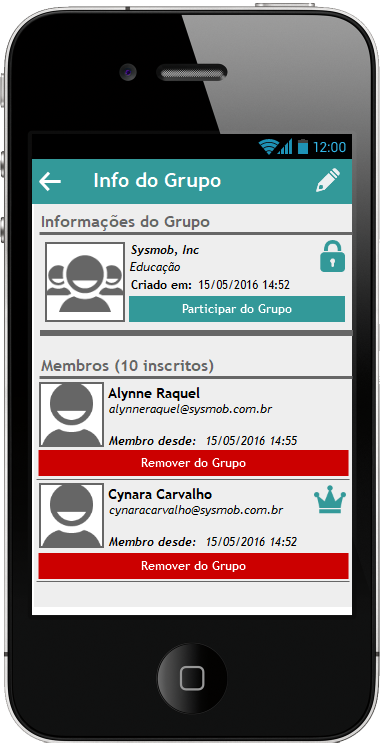 12:00
Info do Grupo
Informações do Grupo
Sysmob, Inc
Educação
Criado em: 15/05/2016 14:52
Participar do Grupo
Membros (10 inscritos)
Alynne Raquel
alynneraquel@sysmob.com.br
Membro desde: 15/05/2016 14:55
Remover do Grupo
Cynara Carvalho
cynaracarvalho@sysmob.com.br
Membro desde: 15/05/2016 14:52
Remover do Grupo